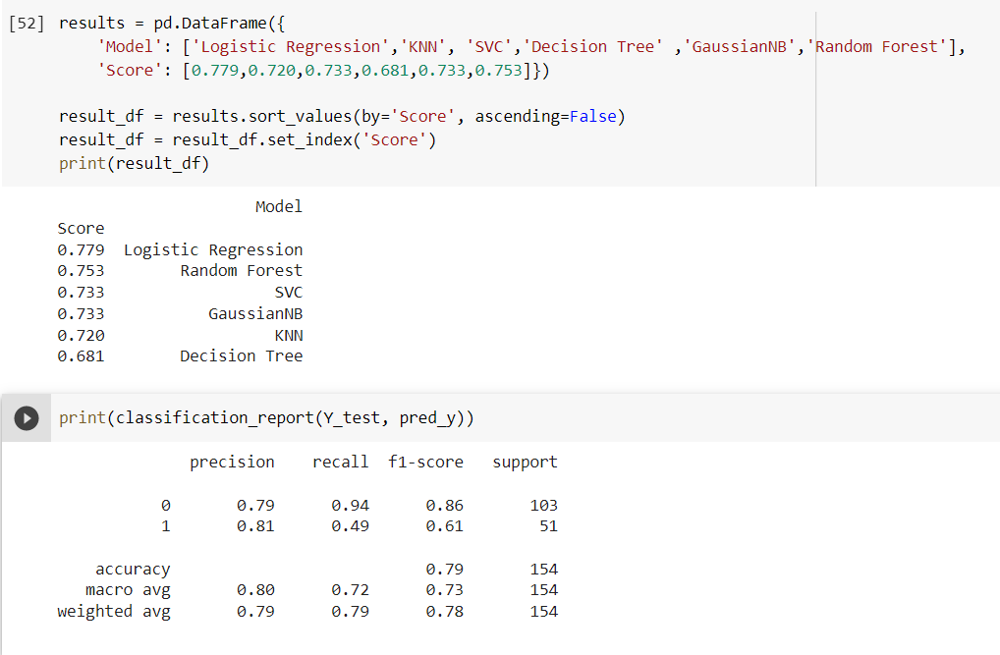 [52] results = pd.DataFrame({
'Model': ['Logistic Regression','KNN', 'SVC','Decision Tree' ,'GaussianNB','Random Forest'],
'Score': [0.779,0.720,0.733,0.681,0.733,0.753]})
result_df = results.sort_values(by='Score', ascending=False)
result_df = result_df.set_index('Score')
print(result_df)
Model
Score
0.779 Logistic Regression
0.753 Random Forest
0.733 SVC
0.733 GaussianNB
0.720 KNN
0.681 Decision Tree
print(classification_report(Y_test, pred_y))
precision recall f1-score support
0 0.79 0.94 0.86 103
1 0.81 0.49 0.61 51
accuracy 0.79 154
macro avg 0.80 0.72 0.73 154
weighted avg 0.79 0.79 0.78 154